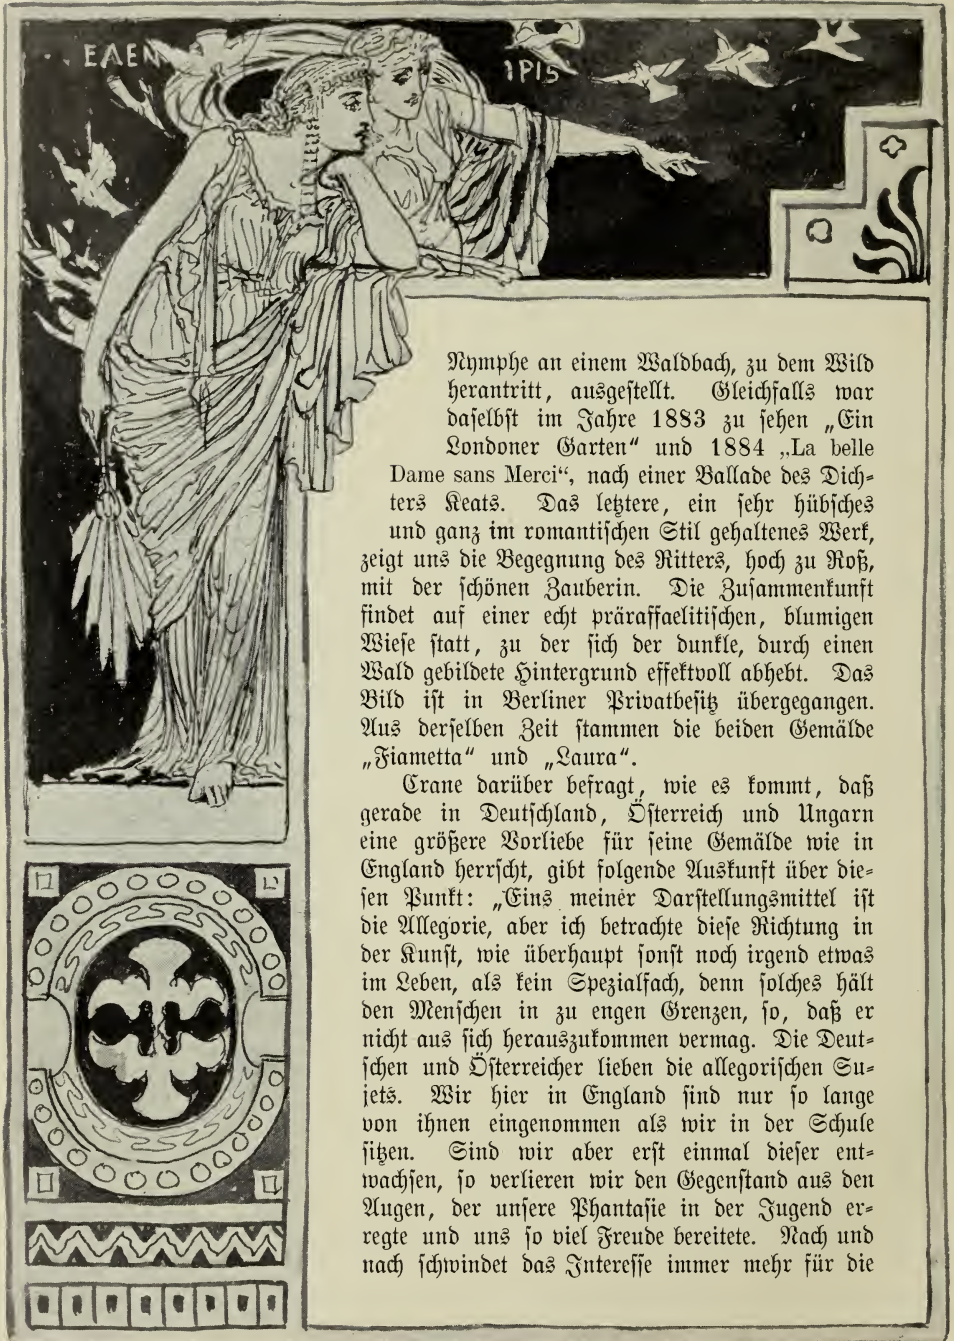 ΕΛΕΝ
ΙΡΙΣ
Nymphe an einem Waldbach, zu dem Wild
herantritt, ausgestellt. Gleichfalls war
daselbst im Jahre 1883 zu sehen „Ein
Londoner Garten“ und 1884 „La belle
Dame sans Merci“, nach einer Ballade des Dich-
ters Keats. Das letztere, ein sehr hübsches
und ganz im romantischen Stil gehaltenes Werk,
zeigt uns die Begegnung des Ritters, hoch zu Roß,
mit der schönen Zauberin. Die Zusammenkunft
findet auf einer echt präraffaelitischen, blumigen
Wiese statt, zu der sich der dunkle, durch einen
Wald gebildete Hintergrund effektvoll abhebt. Das
Bild ist in Berliner Privatbesitz übergegangen.
Aus derselben Zeit stammen die beiden Gemälde
„Fiametta“ und „Laura“.
Crane darüber befragt, wie es kommt, daß
gerade in Deutschland, Österreich und Ungarn
eine größere Vorliebe für seine Gemälde wie in
England herrscht, gibt folgende Auskunft über die-
sen Punkt: „Eins meiner Darstellungsmittel ist
die Allegorie, aber ich betrachte diese Richtung in
der Kunst, wie überhaupt sonst noch irgend etwas
im Leben, als kein Spezialfach, denn solches hält
den Menschen in zu engen Grenzen, so, daß er
nicht aus sich herauszukommen vermag. Die Deut-
schen und Österreicher lieben die allegorischen Su-
jets. Wir hier in England sind nur so lange
von ihnen eingenommen als wir in der Schule
sitzen. Sind wir aber erst einmal dieser ent-
wachsen, so verlieren wir den Gegenstand aus den
Augen, der unsere Phantasie in der Jugend er-
regte und uns so viel Freude bereitete. Nach und
nach schwindet das Interesse immer mehr für die